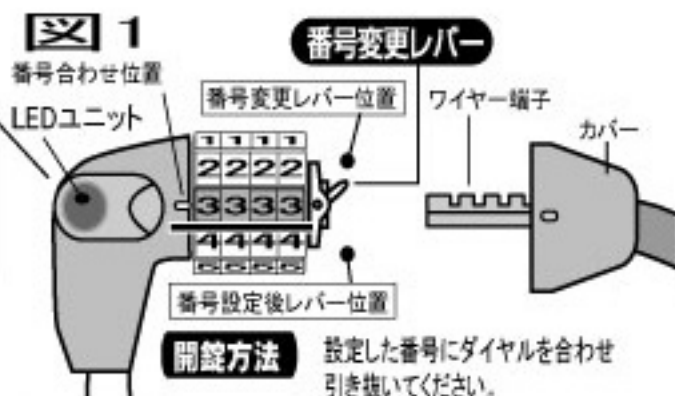 図1
番号変更レバー
番号合わせ位置
番号変更レバー位置
ワイヤー端子
LEDユニット
カバー
1111
2222
3333
4444
5555
番号設定後レバー位置
開錠方法
設定した番号にダイヤルを合わせ
引き抜いてください。